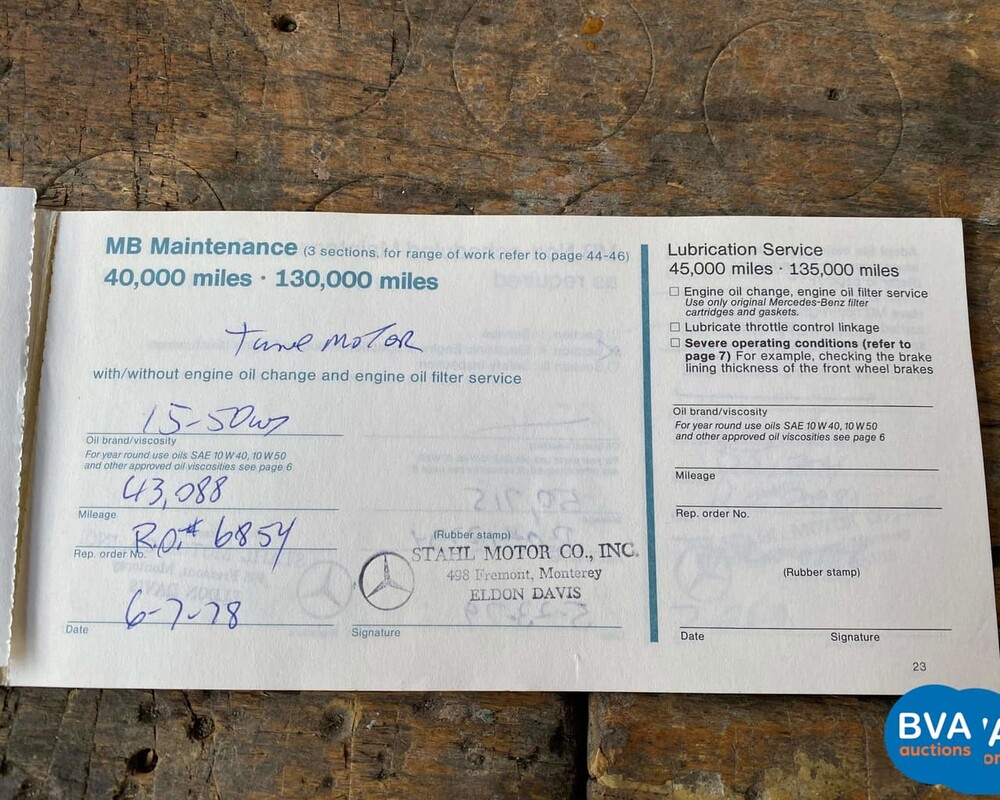 MB Maintenance (3 sections, for range of work refer to page 44-46)
40,000 miles · 130,000 miles
Tune Motor
with/without engine oil change and engine oil filter service
15-50w
Oil brand/viscosity
For year round use oils SAE 10 W 40, 10 W 50
and other approved oil viscosities see page 6
43,088
Mileage
R.O.# 6854
Rep. order No.
(Rubber stamp)
STAHL MOTOR CO., INC.
498 Fremont, Monterey
ELDON DAVIS
6-7-78
Date
Signature
Lubrication Service
45,000 miles · 135,000 miles
Engine oil change, engine oil filter service
Use only original Mercedes-Benz filter
cartridges and gaskets.
Lubricate throttle control linkage
Severe operating conditions (refer to
page 7) For example, checking the brake
lining thickness of the front wheel brakes
Oil brand/viscosity
For year round use oils SAE 10 W 40, 10 W 50
and other approved oil viscosities see page 6
Mileage
Rep. order No.
(Rubber stamp)
Date
Signature
23
BVA
auctions